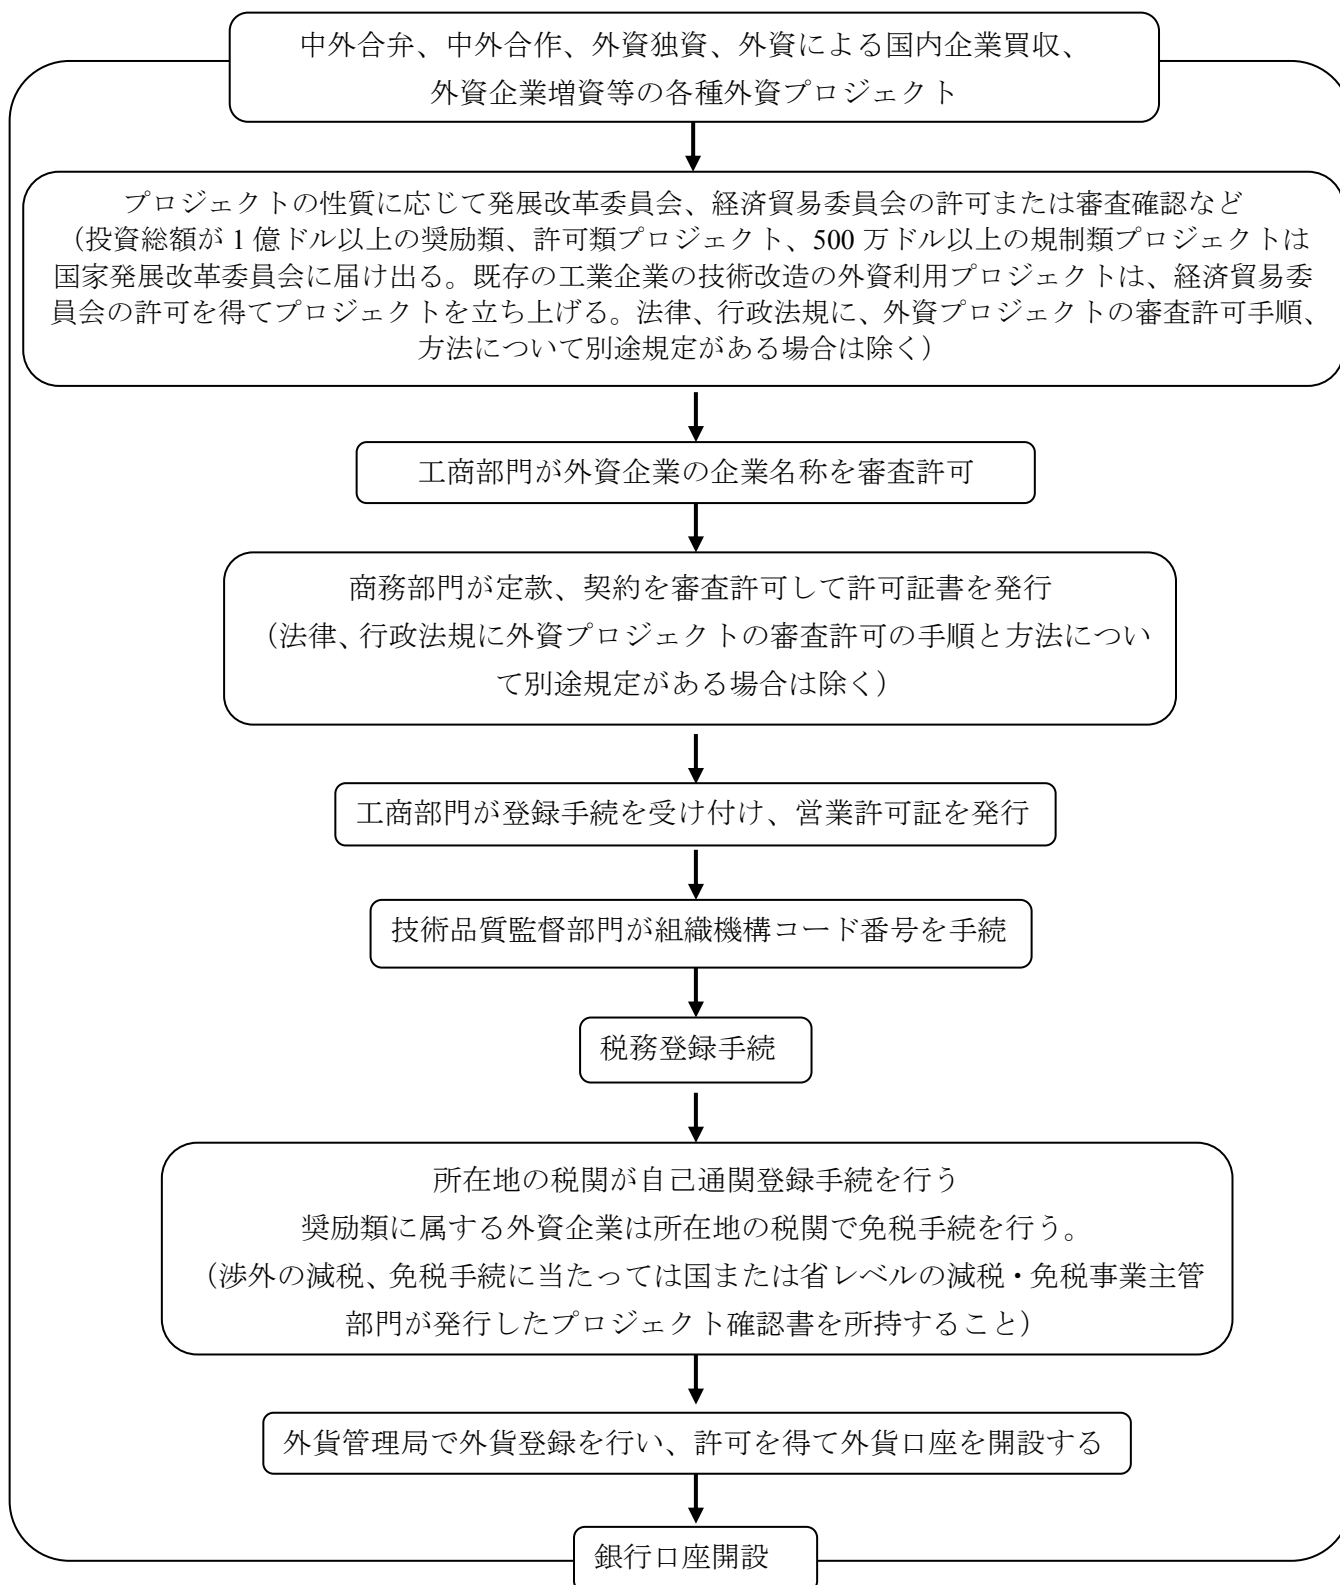 中外合弁、中外合作、外資独資、外資による国内企業買収、
外資企業増資等の各種外資プロジェクト
プロジェクトの性質に応じて発展改革委員会、経済貿易委員会の許可または審査確認など
（投資総額が 1 億ドル以上の奨励類、許可類プロジェクト、500 万ドル以上の規制類プロジェクトは
国家発展改革委員会に届け出る。既存の工業企業の技術改造の外資利用プロジェクトは、経済貿易委
員会の許可を得てプロジェクトを立ち上げる。法律、行政法規に、外資プロジェクトの審査許可手順、
方法について別途規定がある場合は除く）
工商部門が外資企業の企業名称を審査許可
商務部門が定款、契約を審査許可して許可証書を発行
（法律、行政法規に外資プロジェクトの審査許可の手順と方法につい
て別途規定がある場合は除く）
工商部門が登録手続を受け付け、営業許可証を発行
技術品質監督部門が組織機構コード番号を手続
税務登録手続
所在地の税関が自己通関登録手続を行う
奨励類に属する外資企業は所在地の税関で免税手続を行う。
（渉外の減税、免税手続に当たっては国または省レベルの減税・免税事業主管
部門が発行したプロジェクト確認書を所持すること）
外貨管理局で外貨登録を行い、許可を得て外貨口座を開設する
銀行口座開設